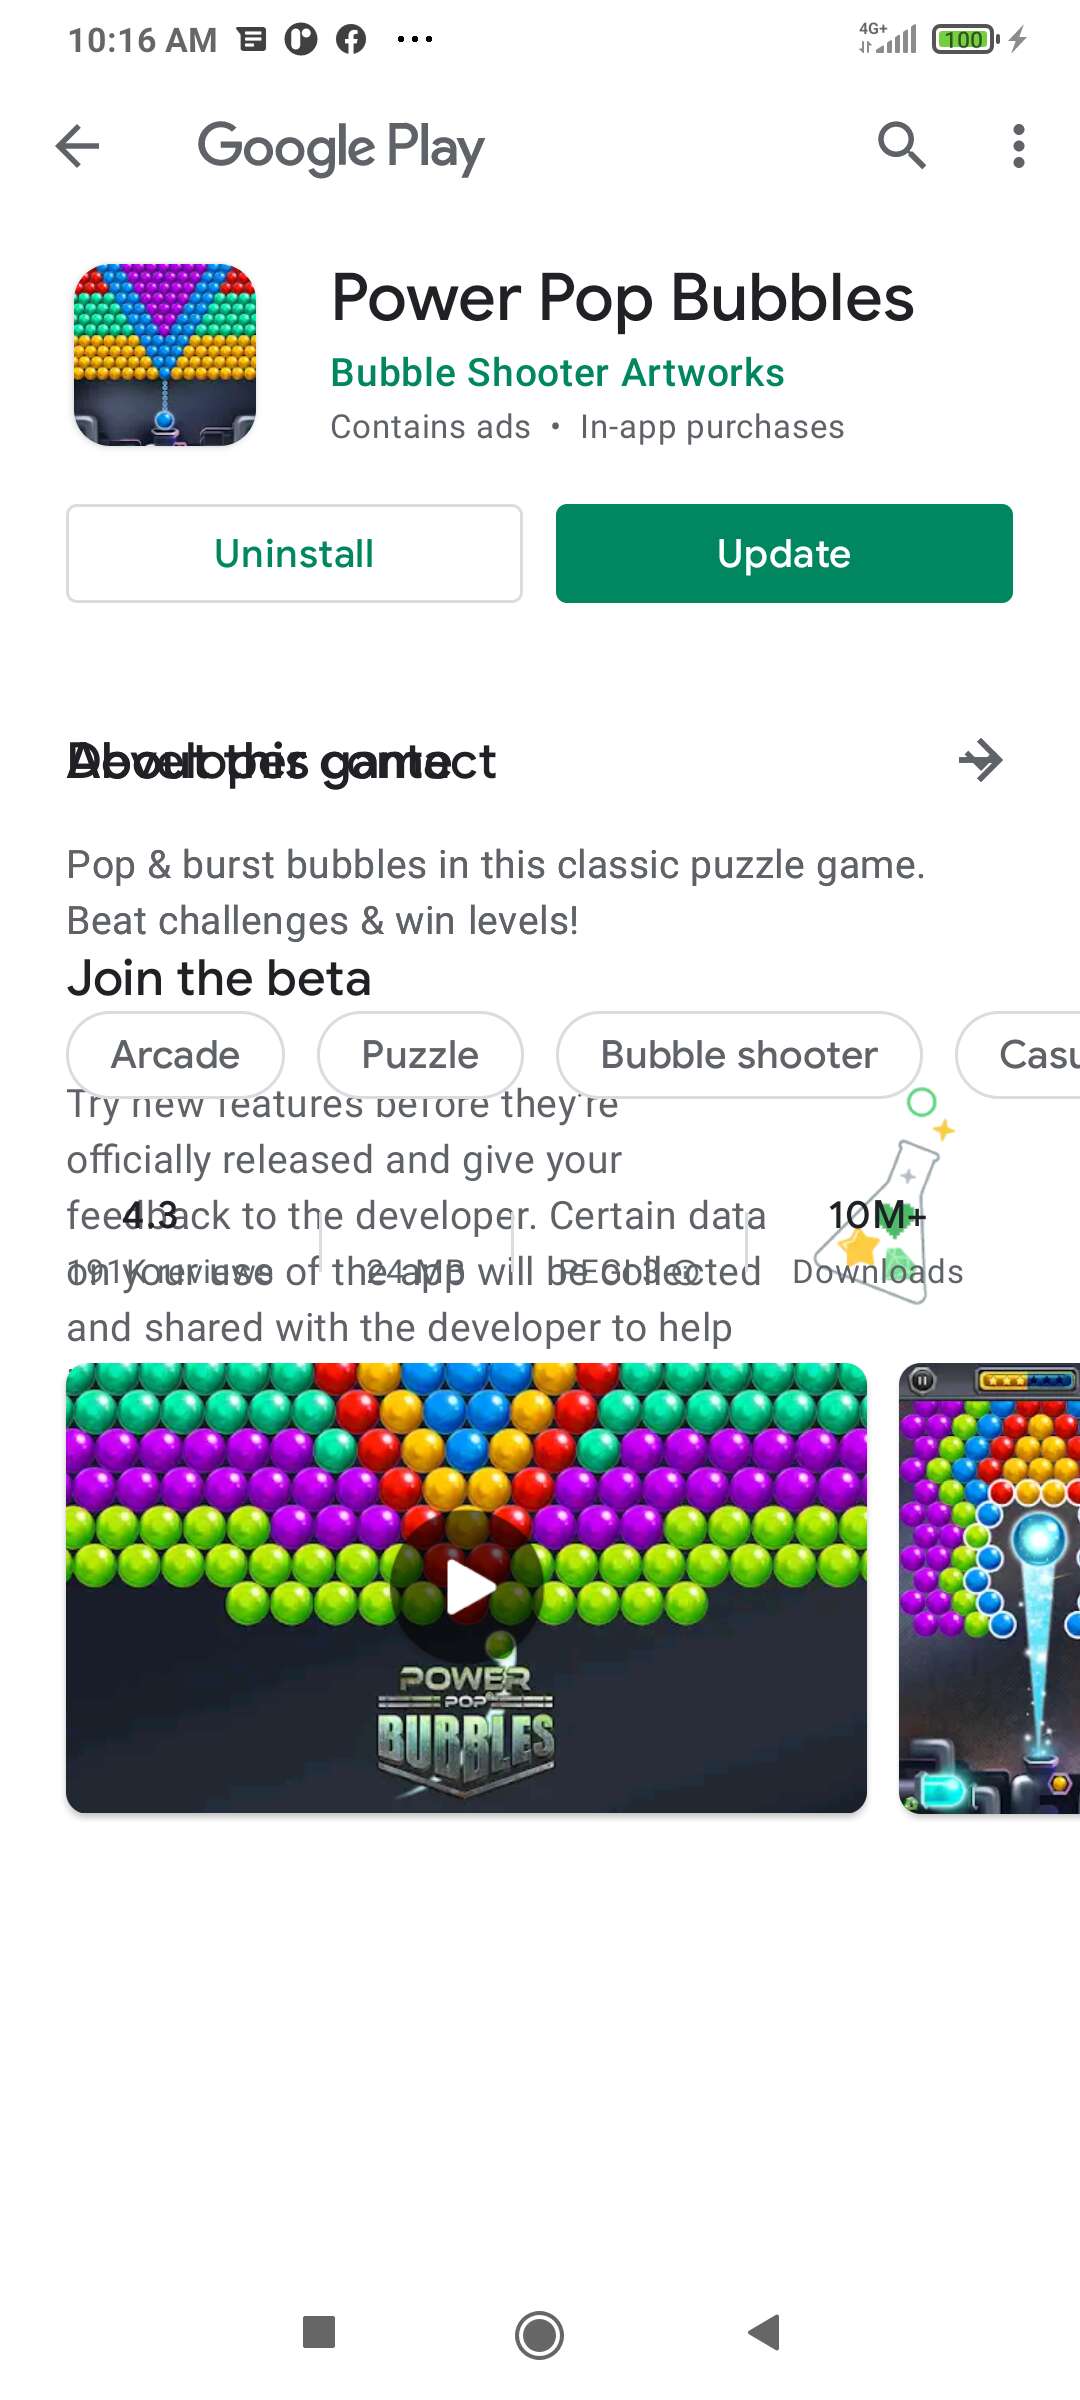 10:16 AM
4G+
100
Google Play
Power Pop Bubbles
Bubble Shooter Artworks
Contains ads • In-app purchases
Uninstall
Update
About this game
Developer contact
Pop & burst bubbles in this classic puzzle game.
Beat challenges & win levels!
Join the beta
Arcade
Puzzle
Bubble shooter
Casu
Try new features before they're
officially released and give your
feedback to the developer. Certain data
on your use of the app will be collected
and shared with the developer to help
4.3
191K reviews
24 MB
PEGI 3
10M+
Downloads
POWER
POP
BUBBLES